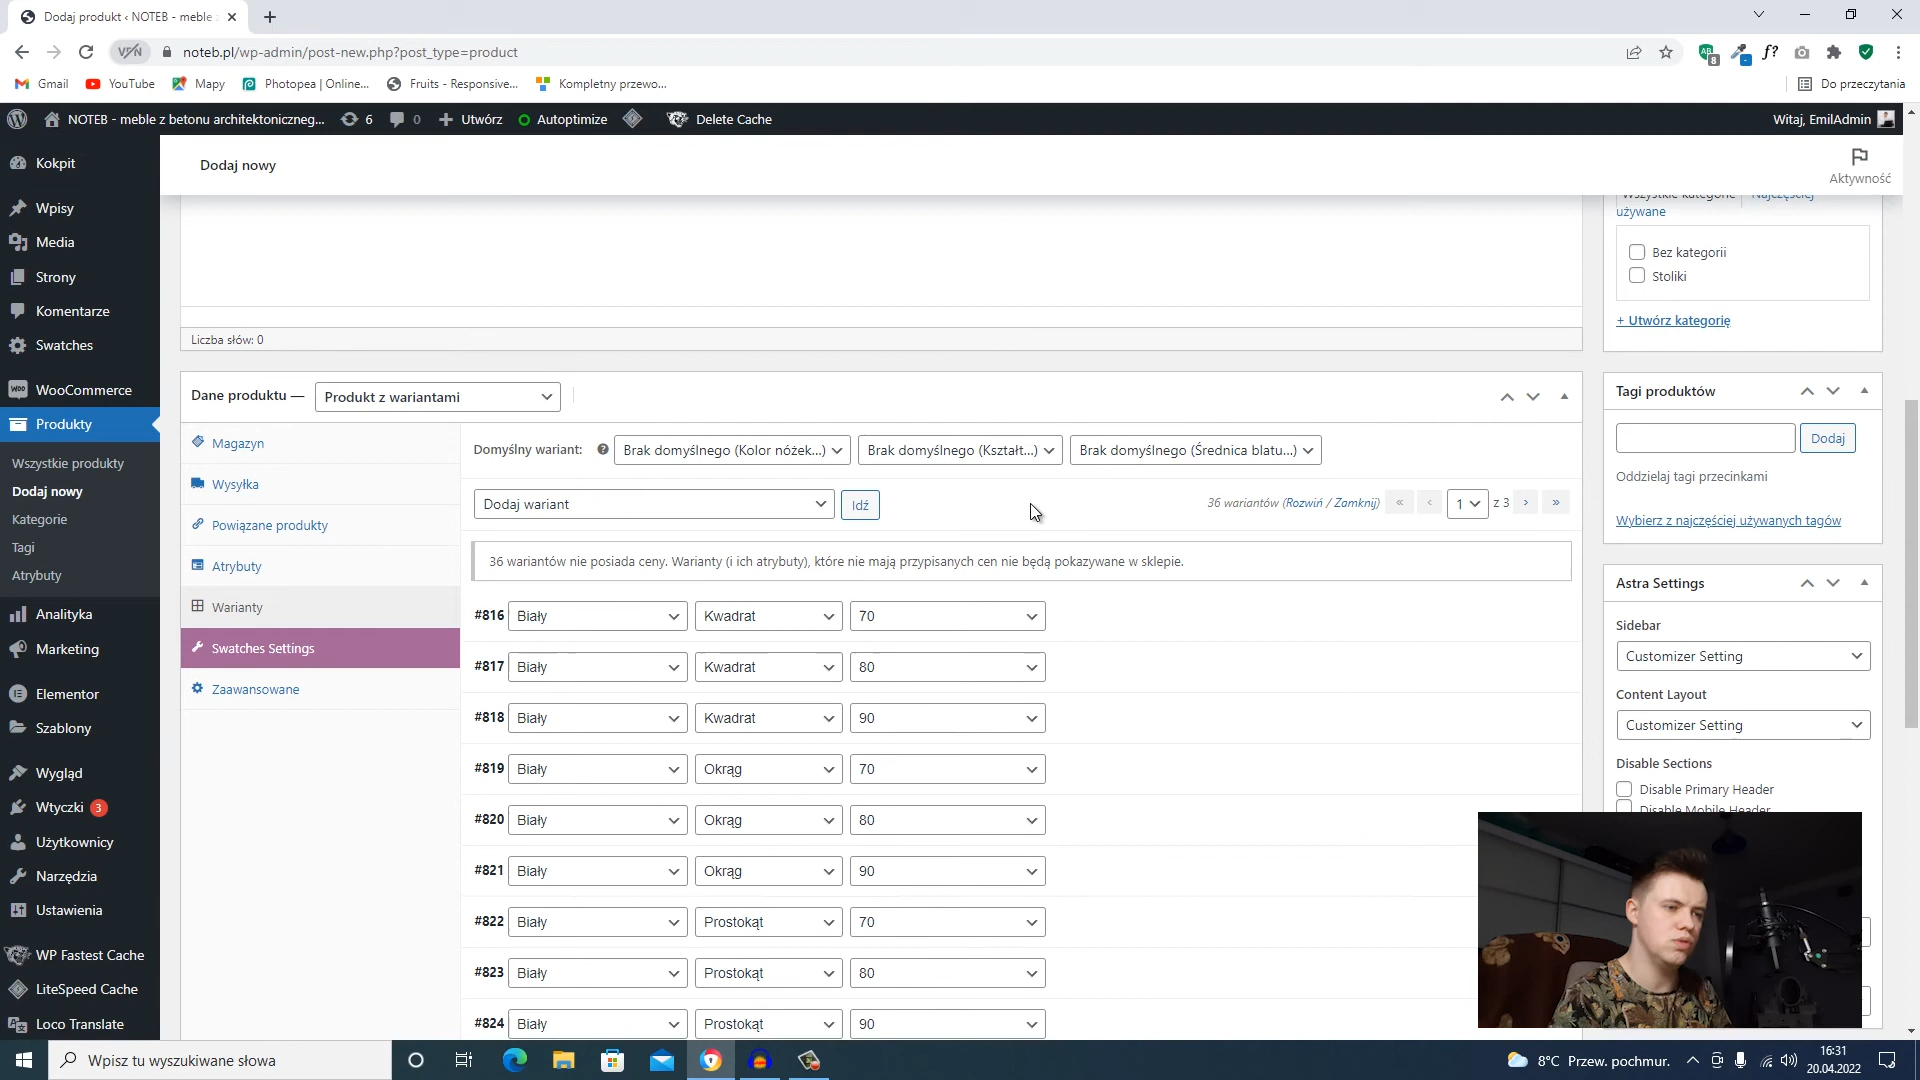 Dodaj produkt ‹ NOTEB - meble
noteb.pl/wp-admin/post-new.php?post_type=product
Gmail
YouTube
Mapy
Photopea | Online...
Fruits - Responsive...
Kompletny przewo...
Do przeczytania
NOTEB - meble z betonu architektoniczneg...
6
0
Utwórz
Autoptimize
Delete Cache
Witaj, EmilAdmin
Dodaj nowy
Aktywność
Kokpit
Wpisy
Media
Strony
Komentarze
Swatches
WooCommerce
Produkty
Wszystkie produkty
Dodaj nowy
Kategorie
Tagi
Atrybuty
Analityka
Marketing
Elementor
Szablony
Wygląd
Wtyczki 3
Użytkownicy
Narzędzia
Ustawienia
WP Fastest Cache
LiteSpeed Cache
Loco Translate
Liczba słów: 0
Dane produktu —
Produkt z wariantami
Magazyn
Wysyłka
Powiązane produkty
Atrybuty
Warianty
Swatches Settings
Zaawansowane
Domyślny wariant:
Brak domyślnego (Kolor nóżek...)
Brak domyślnego (Kształt...)
Brak domyślnego (Średnica blatu...)
Dodaj wariant
Idź
36 wariantów (Rozwiń / Zamknij)
« ‹ 1 z 3 › »
36 wariantów nie posiada ceny. Warianty (i ich atrybuty), które nie mają przypisanych cen nie będą pokazywane w sklepie.
#816 Biały Kwadrat 70
#817 Biały Kwadrat 80
#818 Biały Kwadrat 90
#819 Biały Okrąg 70
#820 Biały Okrąg 80
#821 Biały Okrąg 90
#822 Biały Prostokąt 70
#823 Biały Prostokąt 80
#824 Biały Prostokąt 90
Wszystkie kategorie
Najczęściej
używane
Bez kategorii
Stoliki
+ Utwórz kategorię
Tagi produktów
Dodaj
Oddzielaj tagi przecinkami
Wybierz z najczęściej używanych tagów
Astra Settings
Sidebar
Customizer Setting
Content Layout
Customizer Setting
Disable Sections
Disable Primary Header
Disable Mobile Header
Wpisz tu wyszukiwane słowa
8°C Przew. pochmur.
16:31
20.04.2022